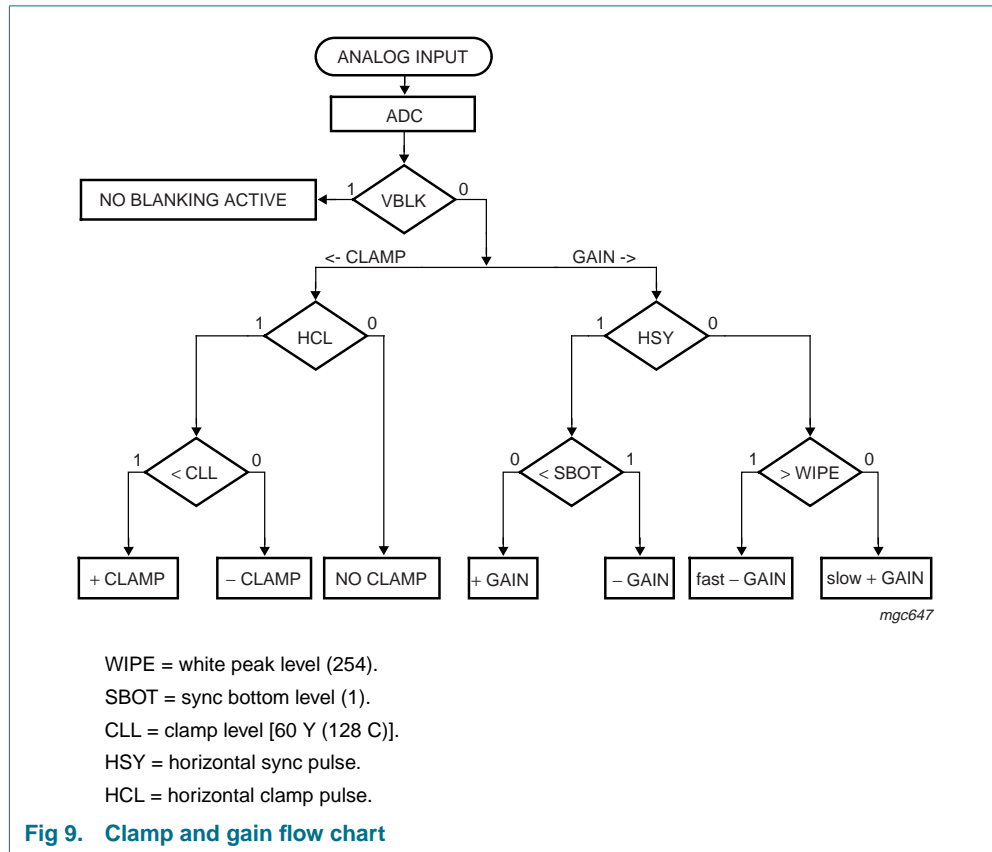 ANALOG INPUT
ADC
1 VBLK 0
NO BLANKING ACTIVE
<- CLAMP GAIN ->
1 HCL 0
1 HSY 0
1 < CLL 0
0 < SBOT 1
1 > WIPE 0
+ CLAMP
− CLAMP
NO CLAMP
+ GAIN
− GAIN
fast − GAIN
slow + GAIN
mgc647
WIPE = white peak level (254).
SBOT = sync bottom level (1).
CLL = clamp level [60 Y (128 C)].
HSY = horizontal sync pulse.
HCL = horizontal clamp pulse.
Fig 9. Clamp and gain flow chart